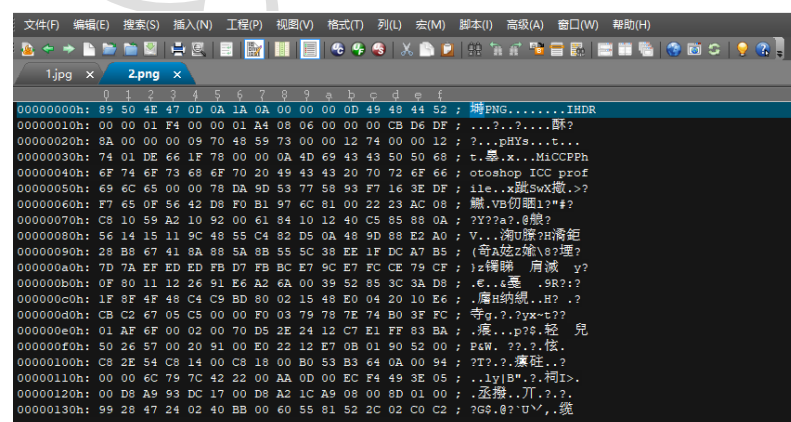 文件(F) 编辑(E) 搜索(S) 插入(N) 工程(P) 视图(V) 格式(T) 列(L) 宏(M) 脚本(I) 高级(A) 窗口(W) 帮助(H)
1.jpg × 2.png ×
0 1 2 3 4 5 6 7 8 9 a b c d e f
00000000h: 89 50 4E 47 0D 0A 1A 0A 00 00 00 0D 49 48 44 52 ; 塒PNG........IHDR
00000010h: 00 00 01 F4 00 00 01 A4 08 06 00 00 00 CB D6 DF ; ...?..?....酥?
00000020h: 8A 00 00 00 09 70 48 59 73 00 00 12 74 00 00 12 ; ?...pHYs...t...
00000030h: 74 01 DE 66 1F 78 00 00 0A 4D 69 43 43 50 50 68 ; t.辠.x...MiCCPPh
00000040h: 6F 74 6F 73 68 6F 70 20 49 43 43 20 70 72 6F 66 ; otoshop ICC prof
00000050h: 69 6C 65 00 00 78 DA 9D 53 77 58 93 F7 16 3E DF ; ile..x跐SwX擏.>?
00000060h: F7 65 0F 56 42 D8 F0 B1 97 6C 81 00 22 23 AC 08 ;
00000070h: C8 10 59 A2 10 92 00 61 84 10 12 40 C5 85 88 0A ;
00000080h: 56 14 15 11 9C 48 55 C4 82 D5 0A 48 9D 88 E2 A0 ;
00000090h: 28 B8 67 41 8A 88 5A 8B 55 5C 38 EE 1F DC A7 B5 ;
000000a0h: 7D 7A EF ED ED FB D7 FB BC E7 9C E7 FC CE 79 CF ;
000000b0h: 0F 80 11 12 26 91 E6 A2 6A 00 39 52 85 3C 3A D8 ;
000000c0h: 1F 8F 4F 48 C4 C9 BD 80 02 15 48 E0 04 20 10 E6 ;
000000d0h: CB C2 67 05 C5 00 00 F0 03 79 78 7E 74 B0 3F FC ; 寺g.?.?yx~t??
000000e0h: 01 AF 6F 00 02 00 70 D5 2E 24 12 C7 E1 FF 83 BA ;
000000f0h: 50 26 57 00 20 91 00 E0 22 12 E7 0B 01 90 52 00 ;
00000100h: C8 2E 54 C8 14 00 C8 18 00 B0 53 B3 64 0A 00 94 ;
00000110h: 00 00 6C 79 7C 42 22 00 AA 0D 00 EC F4 49 3E 05 ; ..ly|B".?.祠I>.
00000120h: 00 D8 A9 93 DC 17 00 D8 A2 1C A9 08 00 8D 01 00 ;
00000130h: 99 28 47 24 02 40 BB 00 60 55 81 52 2C 02 C0 C2 ;